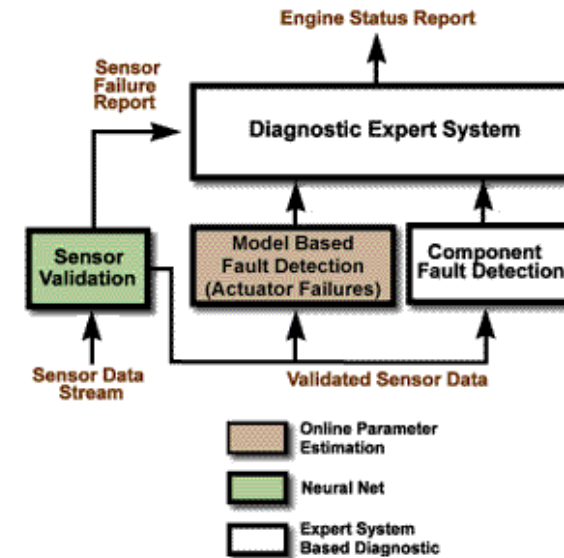 Engine Status Report
Sensor
Failure
Report
Diagnostic Expert System
Sensor
Validation
Model Based
Fault Detection
(Actuator Failures)
Component
Fault Detection
Sensor Data
Stream
Validated Sensor Data
Online Parameter
Estimation
Neural Net
Expert System
Based Diagnostic